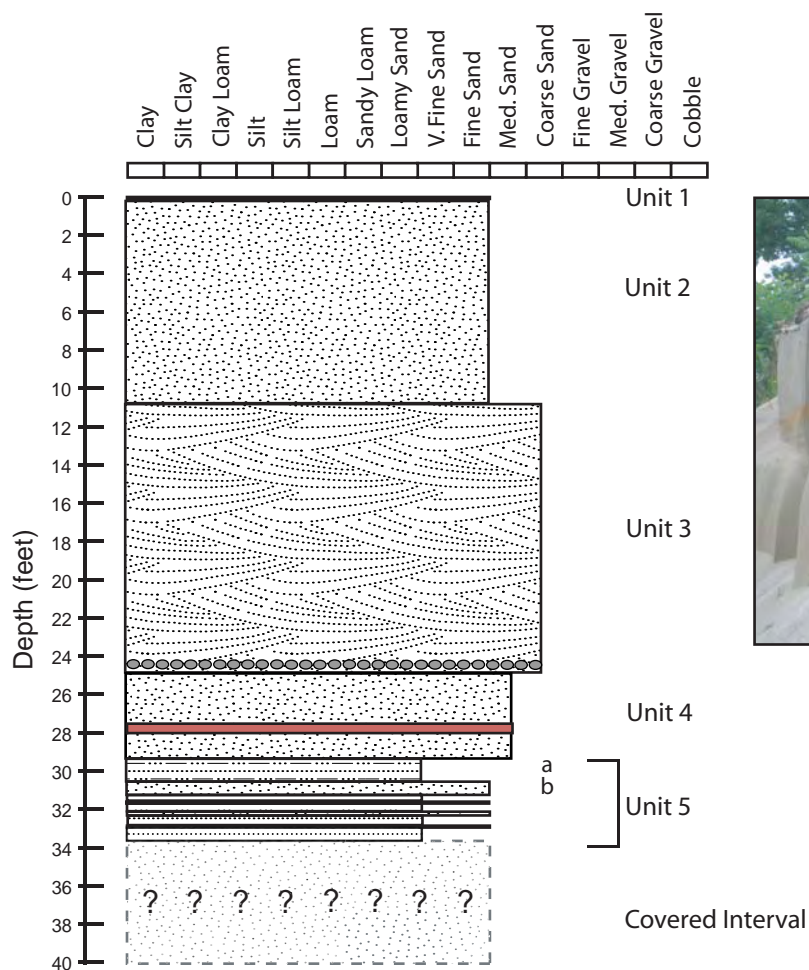 Clay
Silt Clay
Clay Loam
Silt
Silt Loam
Loam
Sandy Loam
Loamy Sand
V. Fine Sand
Fine Sand
Med. Sand
Coarse Sand
Fine Gravel
Med. Gravel
Coarse Gravel
Cobble
Depth (feet)
0
2
4
6
8
10
12
14
16
18
20
22
24
26
28
30
32
34
36
38
40
Unit 1
Unit 2
Unit 3
Unit 4
a
b
Unit 5
? ? ? ? ? ? ? ?
Covered Interval